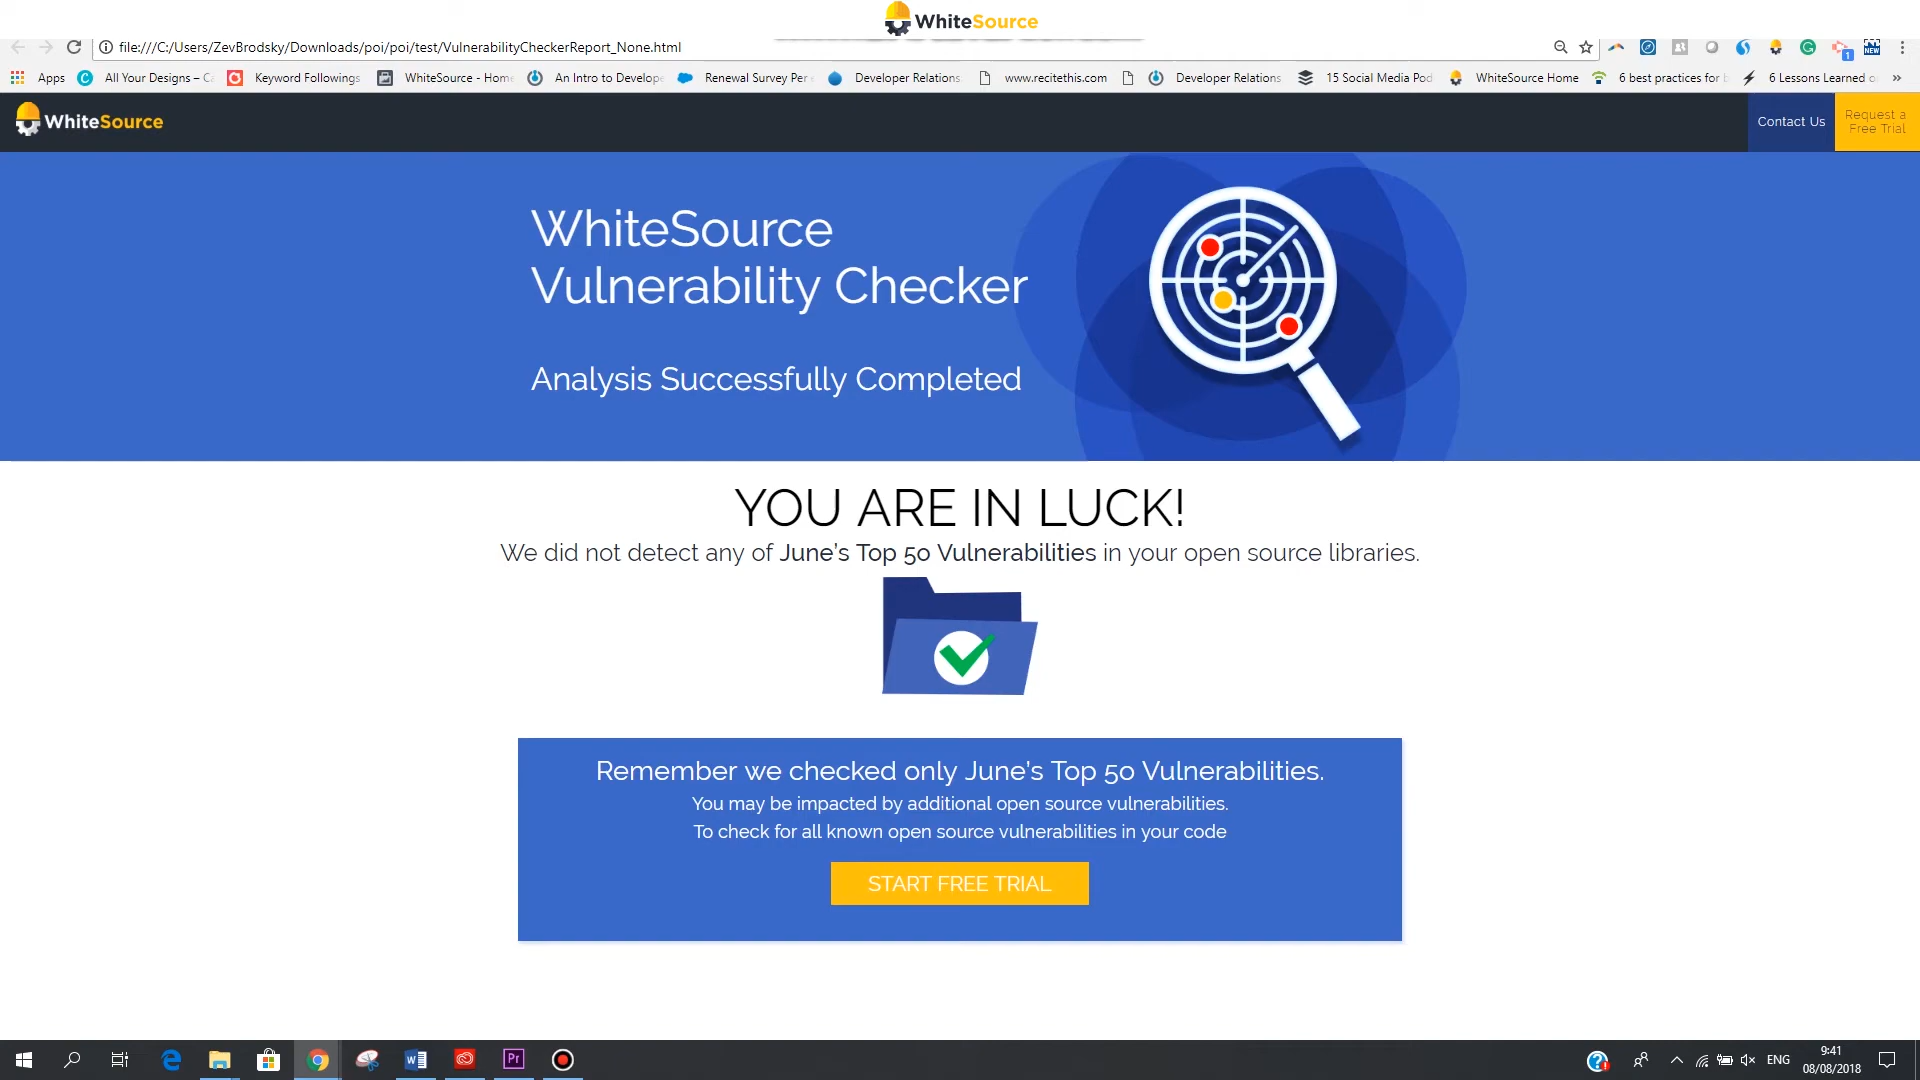 WhiteSource
file:///C:/Users/ZevBrodsky/Downloads/poi/poi/test/VulnerabilityCheckerReport_None.html
1
NEW
Apps
All Your Designs – Ca
Keyword Followings
WhiteSource - Home
An Intro to Develope
Renewal Survey Per
Developer Relations
www.recitethis.com
Developer Relations
15 Social Media Pod
WhiteSource Home
6 best practices for
6 Lessons Learned o
»
WhiteSource
Contact Us
Request a
Free Trial
WhiteSource
Vulnerability Checker
Analysis Successfully Completed
YOU ARE IN LUCK!
We did not detect any of June's Top 50 Vulnerabilities in your open source libraries.
Remember we checked only June's Top 50 Vulnerabilities.
You may be impacted by additional open source vulnerabilities.
To check for all known open source vulnerabilities in your code
START FREE TRIAL
Pr
ENG
9:41
08/08/2018